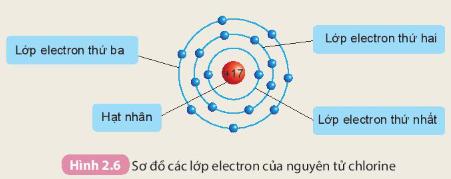 Lớp electron thứ ba
Lớp electron thứ hai
+17
Hạt nhân
Lớp electron thứ nhất
Hình 2.6 Sơ đồ các lớp electron của nguyên tử chlorine